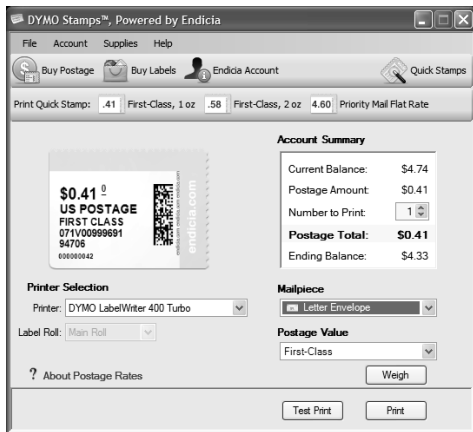 DYMO Stamps™, Powered by Endicia
File Account Supplies Help
Buy Postage Buy Labels Endicia Account Quick Stamps
Print Quick Stamp: .41 First-Class, 1 oz .58 First-Class, 2 oz 4.60 Priority Mail Flat Rate
$0.41 0
US POSTAGE
FIRST CLASS
071V00999691
94706
000000042
endicia.com
endicia.com
Account Summary
Current Balance: $4.74
Postage Amount: $0.41
Number to Print: 1
Postage Total: $0.41
Ending Balance: $4.33
Printer Selection
Printer: DYMO LabelWriter 400 Turbo
Label Roll: Main Roll
? About Postage Rates
Mailpiece
Letter Envelope
Postage Value
First-Class
Weigh
Test Print Print